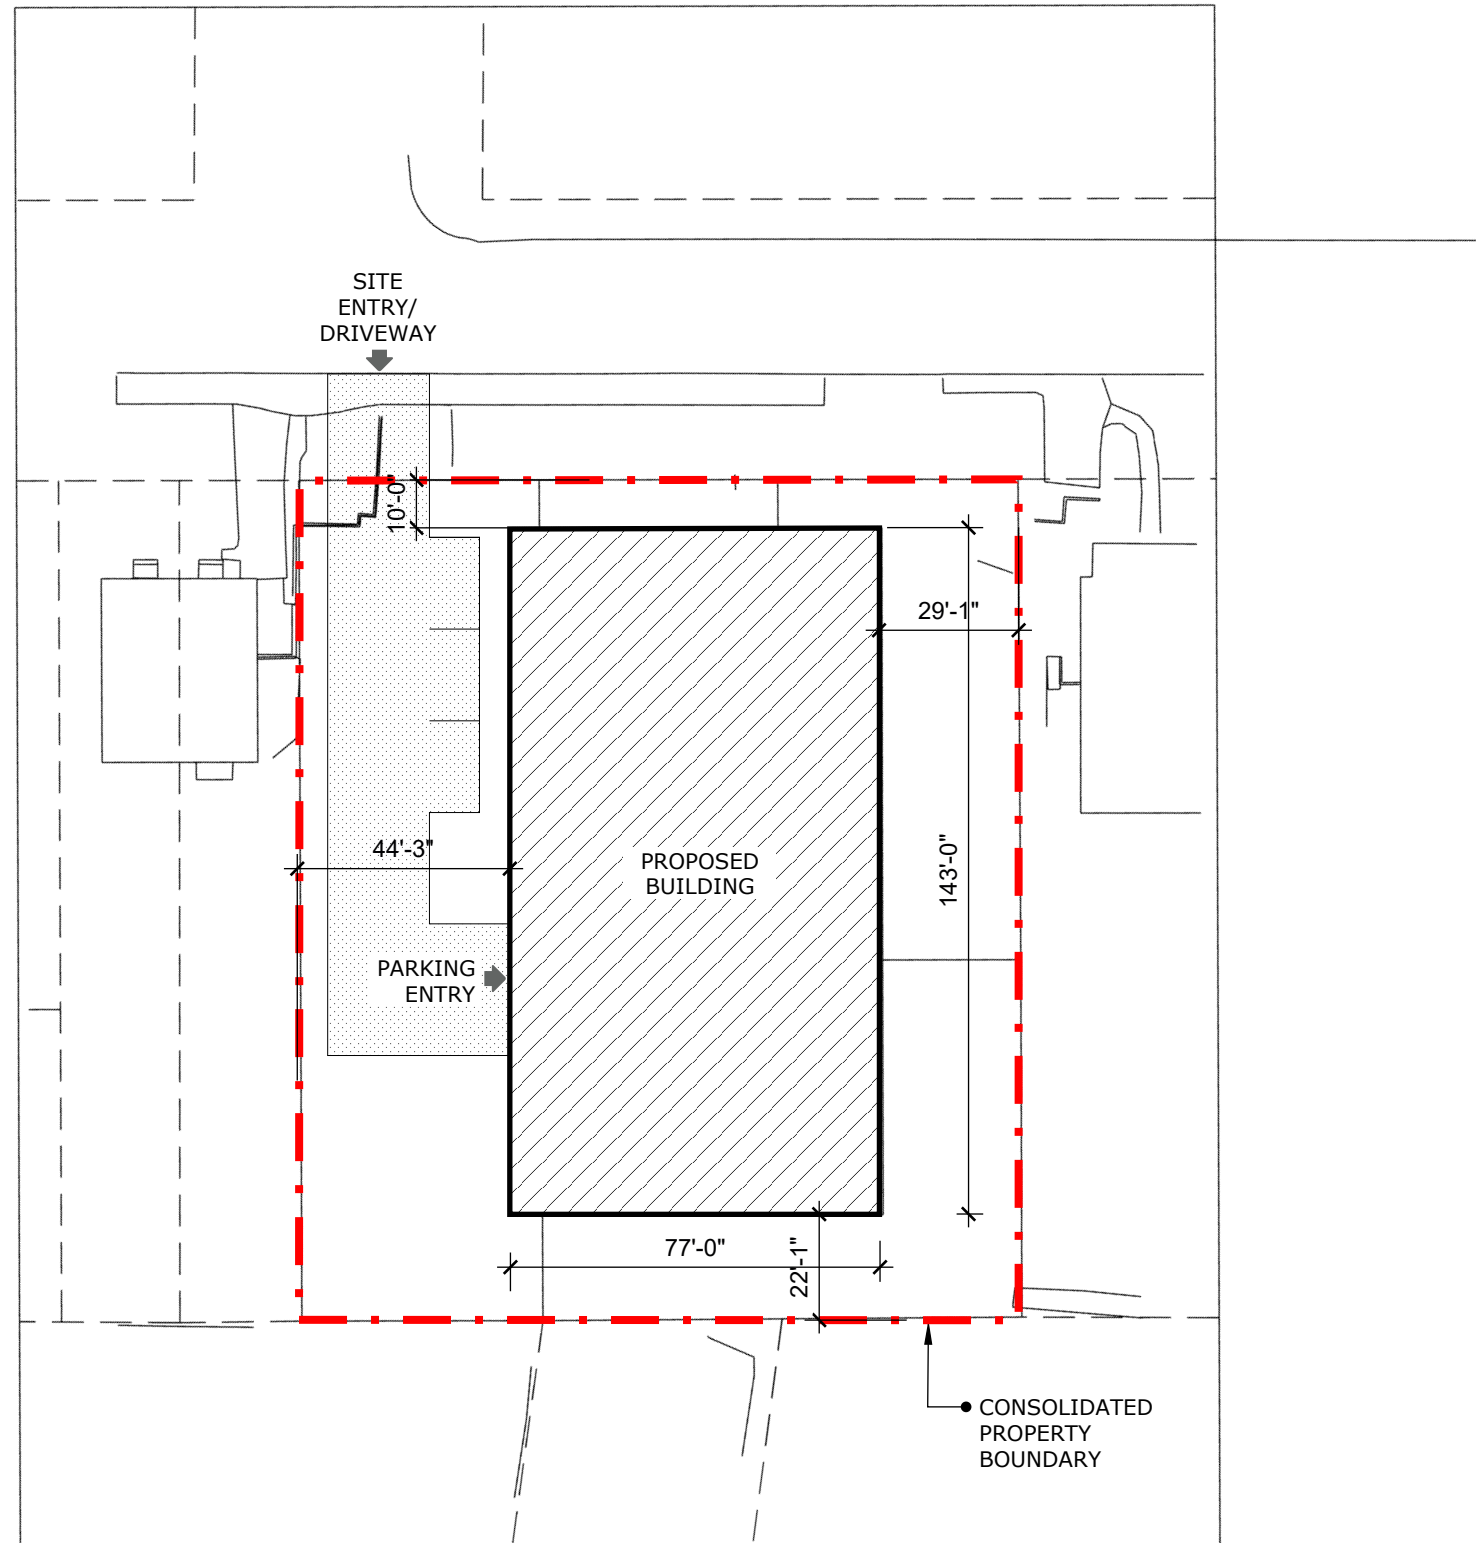 SITE
ENTRY/
DRIVEWAY
10'-0"
29'-1"
44'-3"
PROPOSED
BUILDING
143'-0"
PARKING
ENTRY
77'-0"
22'-1"
CONSOLIDATED
PROPERTY
BOUNDARY